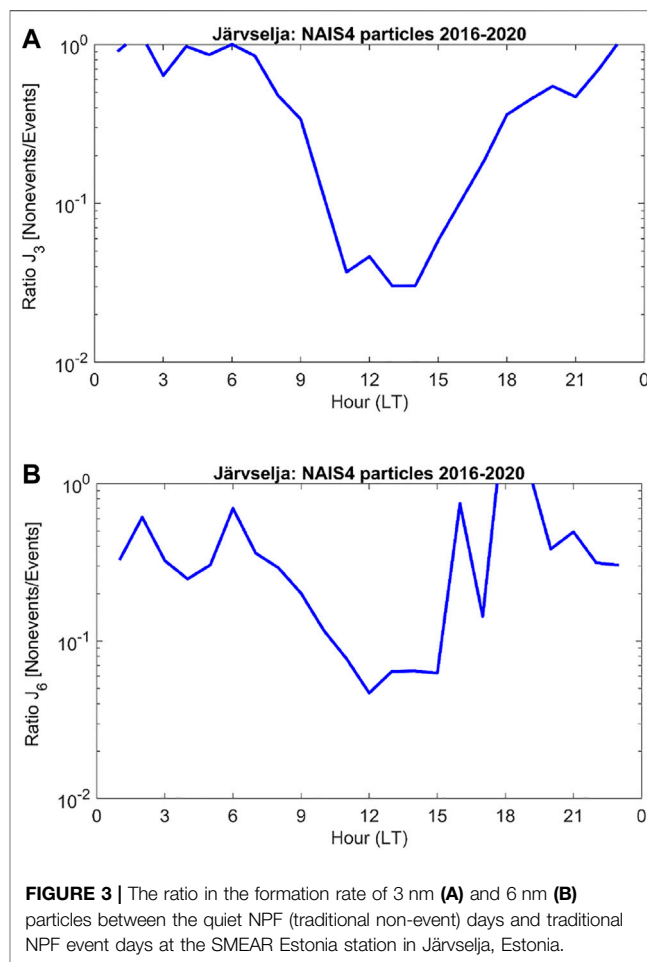 A
Järvselja: NAIS4 particles 2016-2020
Ratio J3 [Nonevents/Events]
10^0
10^-1
10^-2
0 3 6 9 12 15 18 21 0
Hour (LT)
B
Järvselja: NAIS4 particles 2016-2020
Ratio J6 [Nonevents/Events]
10^0
10^-1
10^-2
0 3 6 9 12 15 18 21 0
Hour (LT)
FIGURE 3 | The ratio in the formation rate of 3 nm (A) and 6 nm (B)
particles between the quiet NPF (traditional non-event) days and traditional
NPF event days at the SMEAR Estonia station in Järvselja, Estonia.